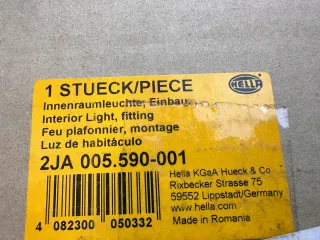 HELLA
1 STUECK/PIECE
Innenraumleuchte, Einbau
Interior Light, fitting
Feu plafonnier, montage
Luz de habitáculo
2JA 005.590-001
Hella KGaA Hueck & Co
Rixbecker Strasse 75
59552 Lippstadt/Germany
www.hella.com
Made in Romania
4 082300 050332